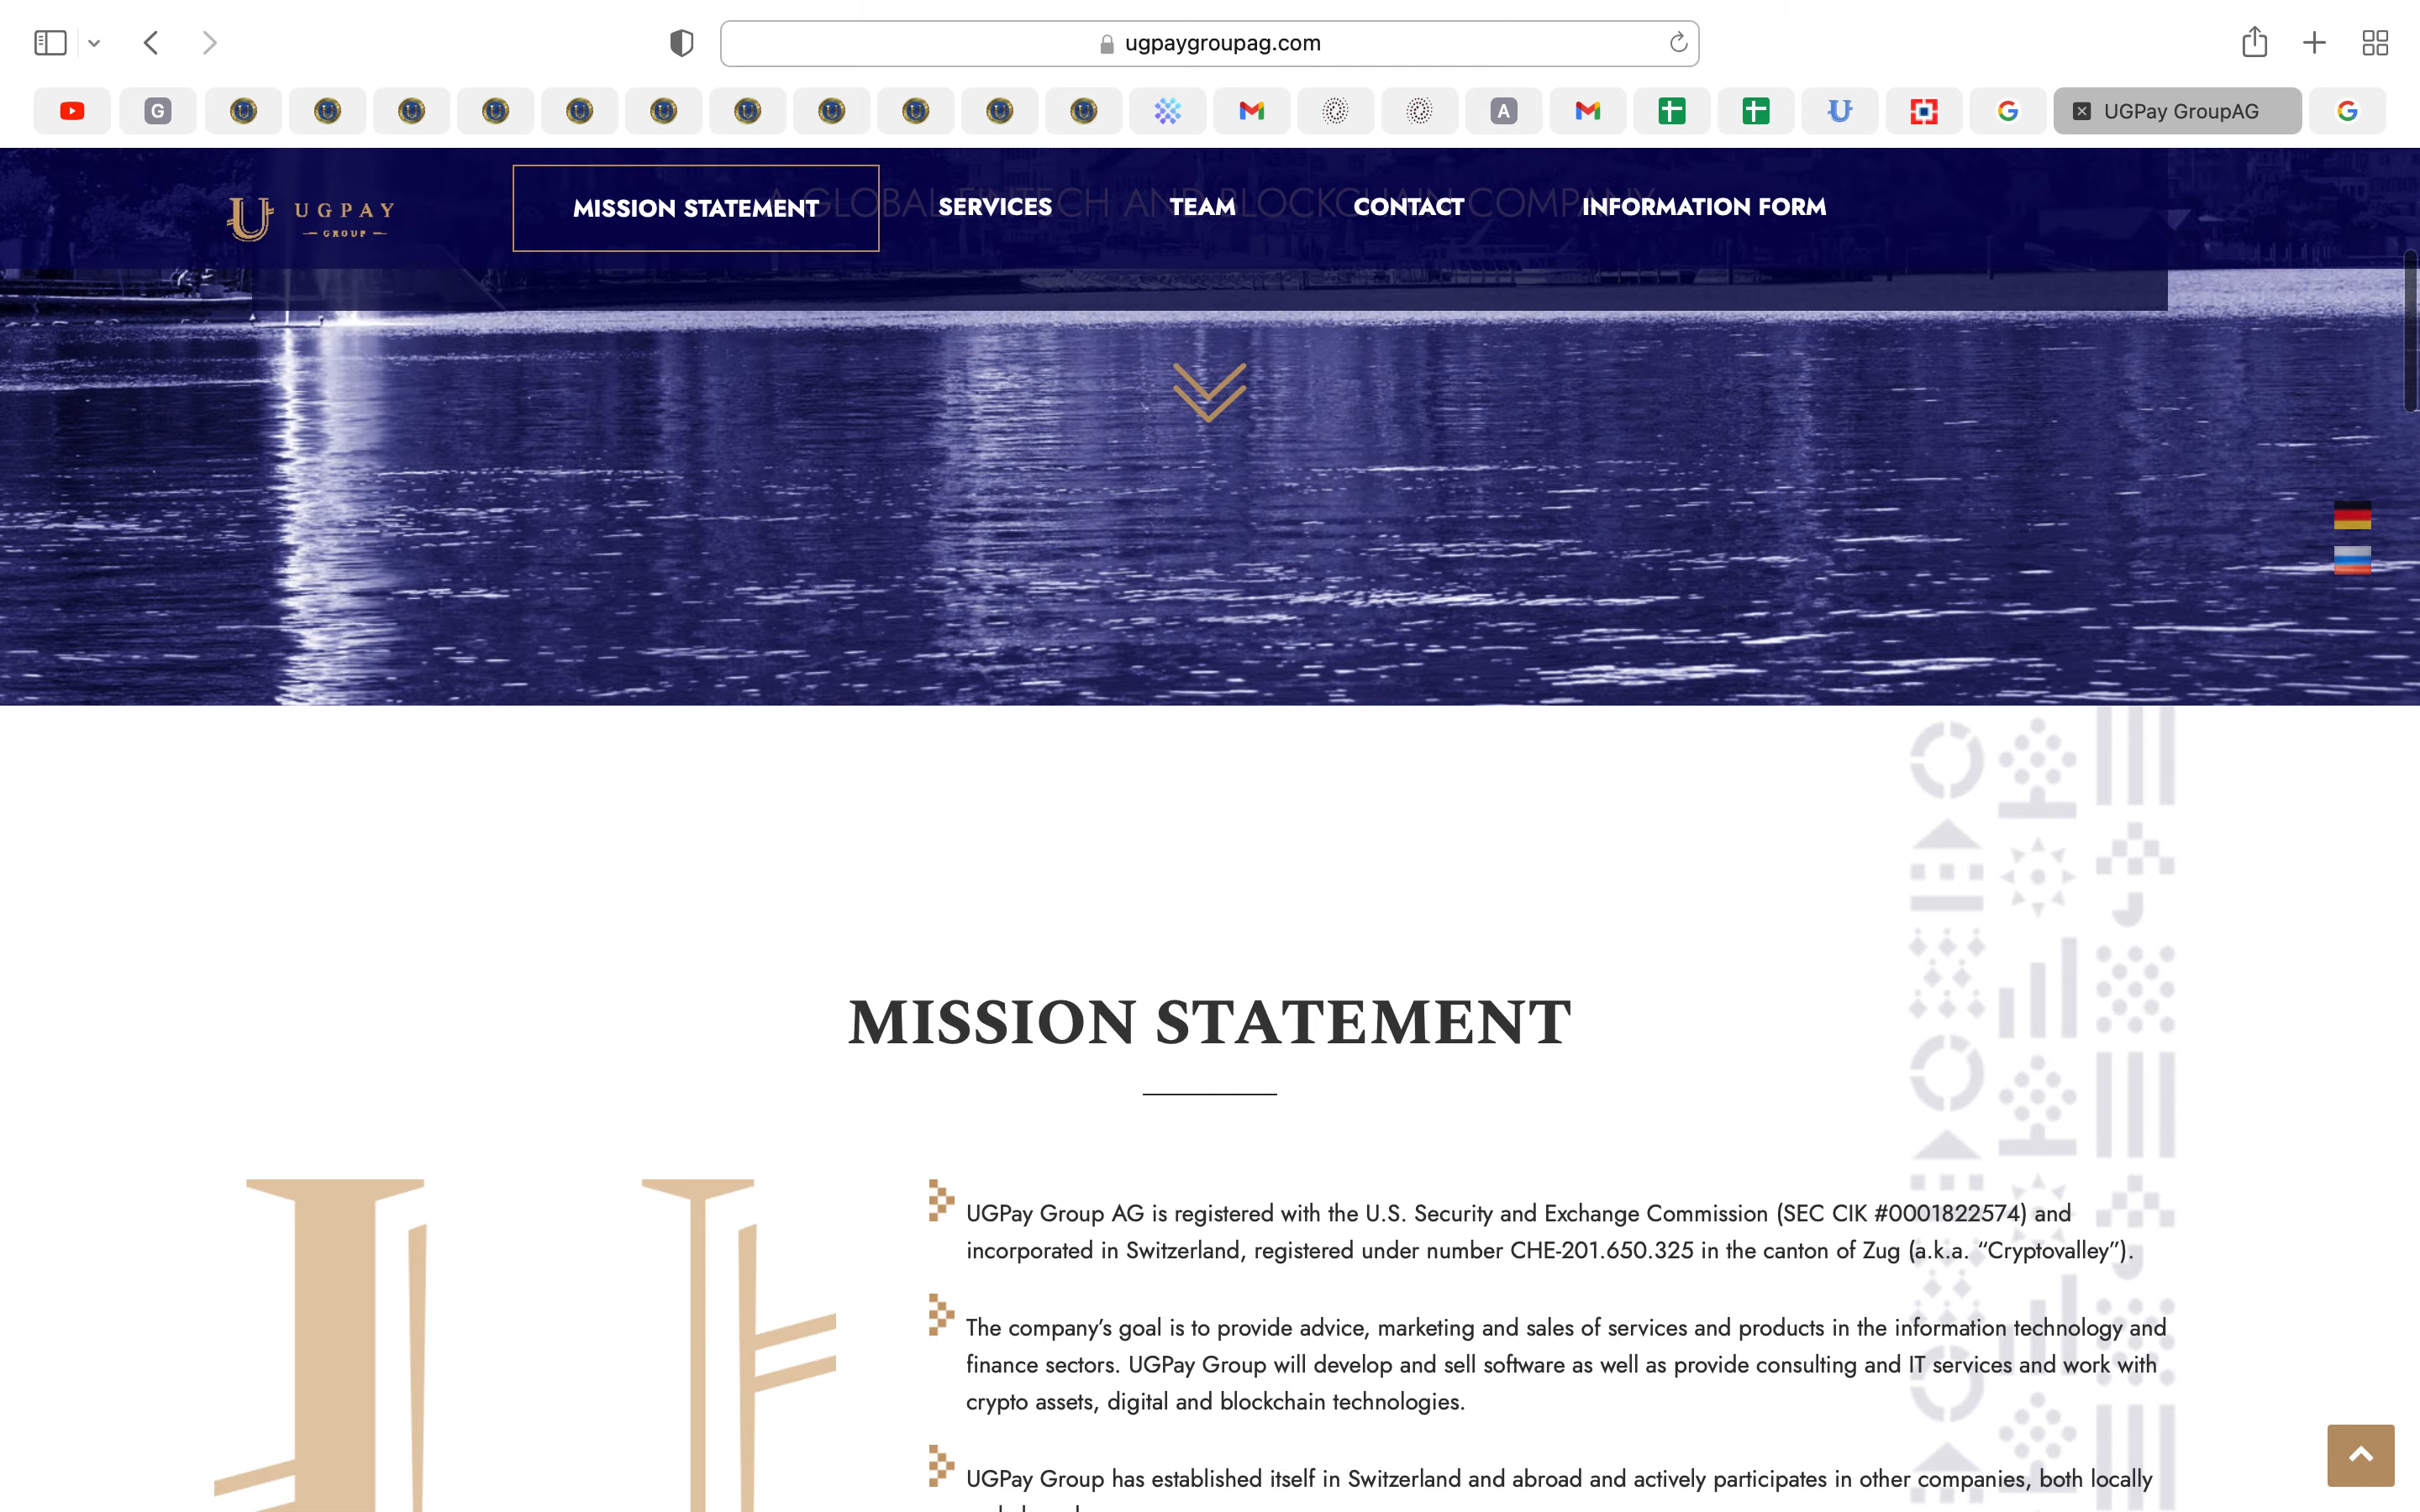 ugpaygroupag.com
G
A
UGPay GroupAG
A GLOBAL FINTECH AND BLOCKCHAIN COMPANY
UGPAY
GROUP
MISSION STATEMENT
SERVICES
TEAM
CONTACT
INFORMATION FORM
MISSION STATEMENT
UGPay Group AG is registered with the U.S. Security and Exchange Commission (SEC CIK #0001822574) and
incorporated in Switzerland, registered under number CHE-201.650.325 in the canton of Zug (a.k.a. “Cryptovalley”).
The company’s goal is to provide advice, marketing and sales of services and products in the information technology and
finance sectors. UGPay Group will develop and sell software as well as provide consulting and IT services and work with
crypto assets, digital and blockchain technologies.
UGPay Group has established itself in Switzerland and abroad and actively participates in other companies, both locally